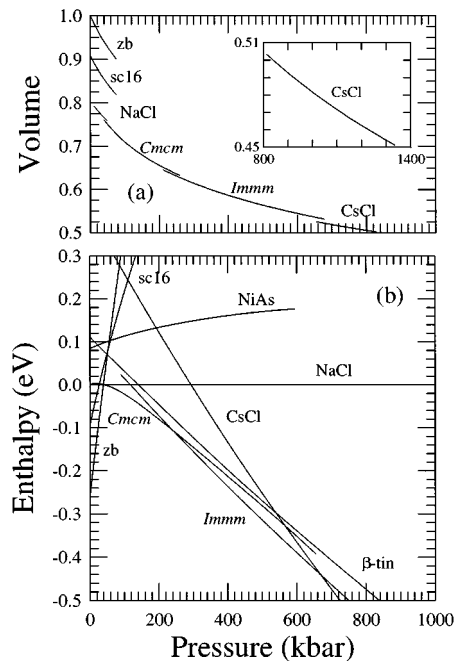 1.0
zb
0.9
sc16
0.8
NaCl
0.7
Cmcm
0.6
Immm
(a)
CsCl
0.5
Volume
0.51
CsCl
0.45
800
1400
0.3
sc16
(b)
NiAs
0.2
0.1
NaCl
0.0
Cmcm
CsCl
-0.1
zb
-0.2
-0.3
Immm
-0.4
β-tin
-0.5
Enthalpy (eV)
0
200
400
600
800
1000
Pressure (kbar)